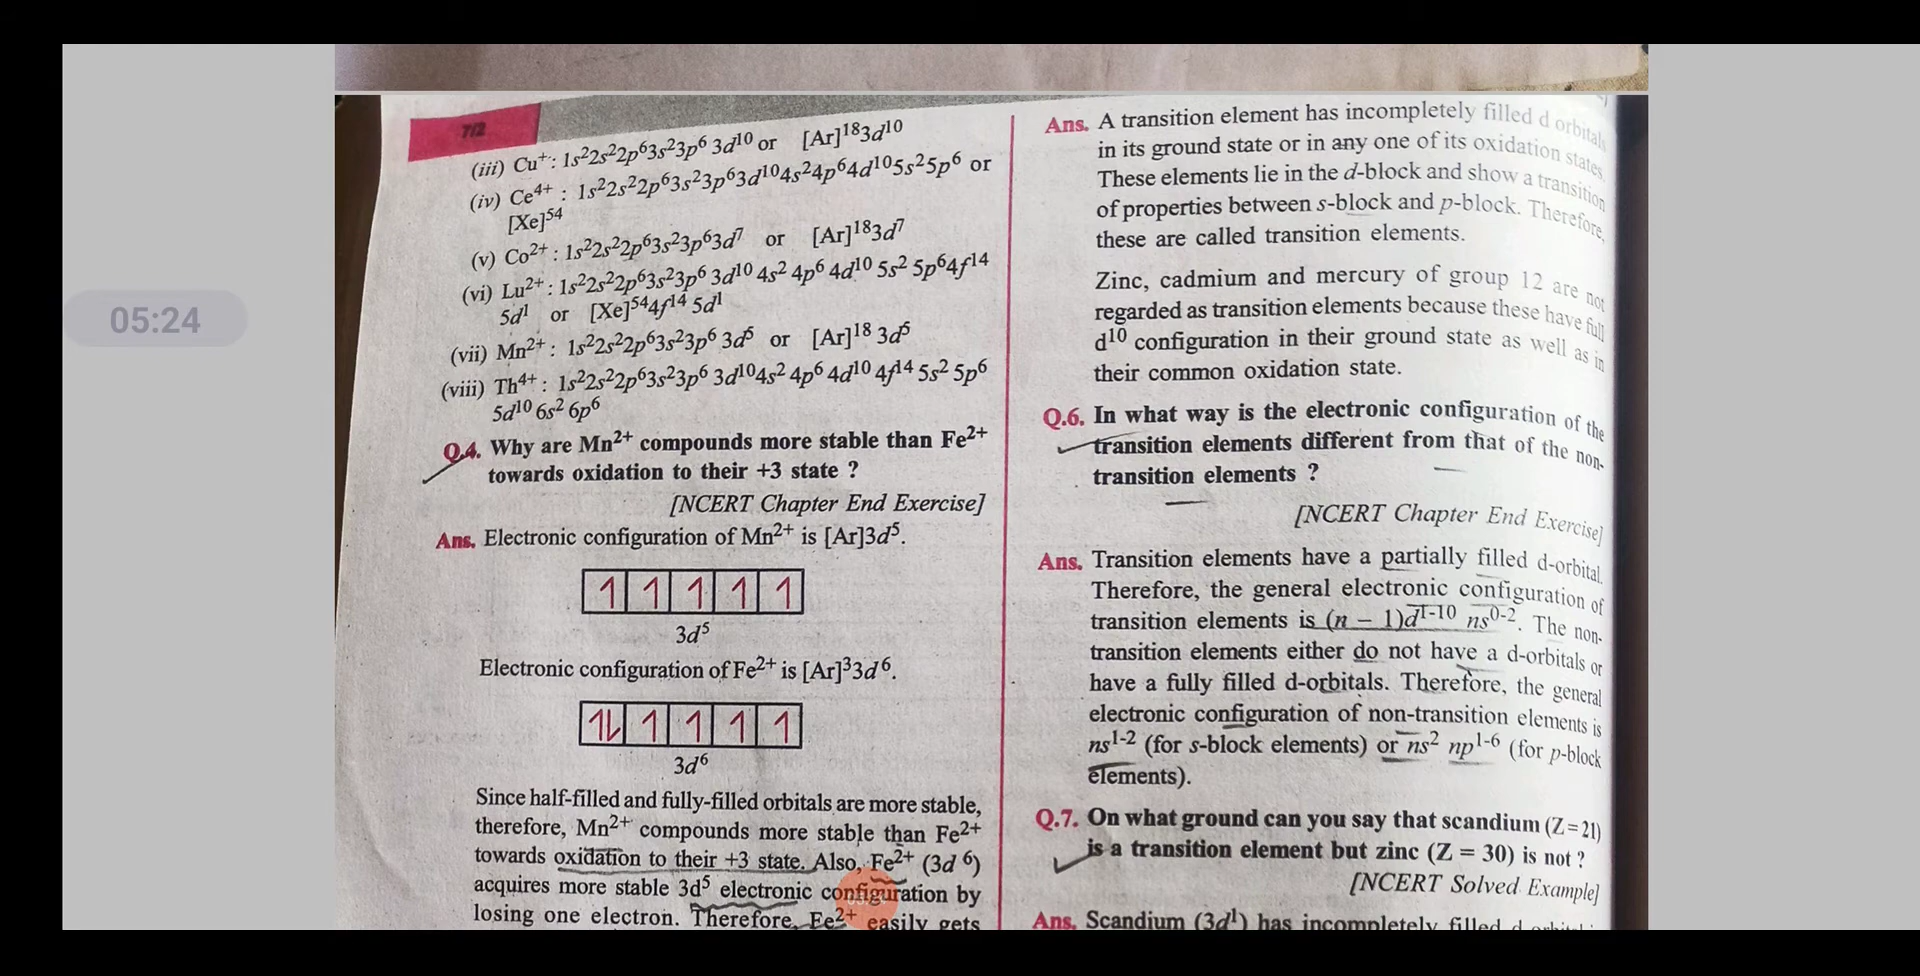 05:24
7/2
(iii) Cu⁺ : 1s²2s²2p⁶3s²3p⁶ 3d¹⁰ or [Ar]¹⁸3d¹⁰
(iv) Ce⁴⁺ : 1s²2s²2p⁶3s²3p⁶3d¹⁰4s²4p⁶4d¹⁰5s²5p⁶ or
[Xe]⁵⁴
(v) Co²⁺ : 1s²2s²2p⁶3s²3p⁶3d⁷ or [Ar]¹⁸3d⁷
(vi) Lu²⁺ : 1s²2s²2p⁶3s²3p⁶ 3d¹⁰ 4s² 4p⁶ 4d¹⁰ 5s² 5p⁶4f¹⁴
5d¹ or [Xe]⁵⁴4f¹⁴ 5d¹
(vii) Mn²⁺ : 1s²2s²2p⁶3s²3p⁶ 3d⁵ or [Ar]¹⁸ 3d⁵
(viii) Th⁴⁺ : 1s²2s²2p⁶3s²3p⁶ 3d¹⁰4s² 4p⁶ 4d¹⁰ 4f¹⁴ 5s² 5p⁶
5d¹⁰ 6s² 6p⁶
Q.4. Why are Mn²⁺ compounds more stable than Fe²⁺
towards oxidation to their +3 state ?
[NCERT Chapter End Exercise]
Ans. Electronic configuration of Mn²⁺ is [Ar]3d⁵.
1 1 1 1 1
3d⁵
Electronic configuration of Fe²⁺ is [Ar]³3d⁶.
1L 1 1 1 1
3d⁶
Since half-filled and fully-filled orbitals are more stable,
therefore, Mn²⁺ compounds more stable than Fe²⁺
towards oxidation to their +3 state. Also, Fe²⁺ (3d ⁶)
acquires more stable 3d⁵ electronic configuration by
losing one electron. Therefore, Fe²⁺ easily gets
Ans. A transition element has incompletely filled d orbitals
in its ground state or in any one of its oxidation states.
These elements lie in the d-block and show a transition
of properties between s-block and p-block. Therefore,
these are called transition elements.
Zinc, cadmium and mercury of group 12 are not
regarded as transition elements because these have full
d¹⁰ configuration in their ground state as well as in
their common oxidation state.
Q.6. In what way is the electronic configuration of the
transition elements different from that of the non-
transition elements ?
[NCERT Chapter End Exercise]
Ans. Transition elements have a partially filled d-orbital.
Therefore, the general electronic configuration of
transition elements is (n – 1)d¹⁻¹⁰ ns⁰⁻². The non-
transition elements either do not have a d-orbitals or
have a fully filled d-orbitals. Therefore, the general
electronic configuration of non-transition elements is
ns¹⁻² (for s-block elements) or ns² np¹⁻⁶ (for p-block
elements).
Q.7. On what ground can you say that scandium (Z=21)
is a transition element but zinc (Z = 30) is not ?
[NCERT Solved Example]
Ans. Scandium (3d¹) has incompletely filled d